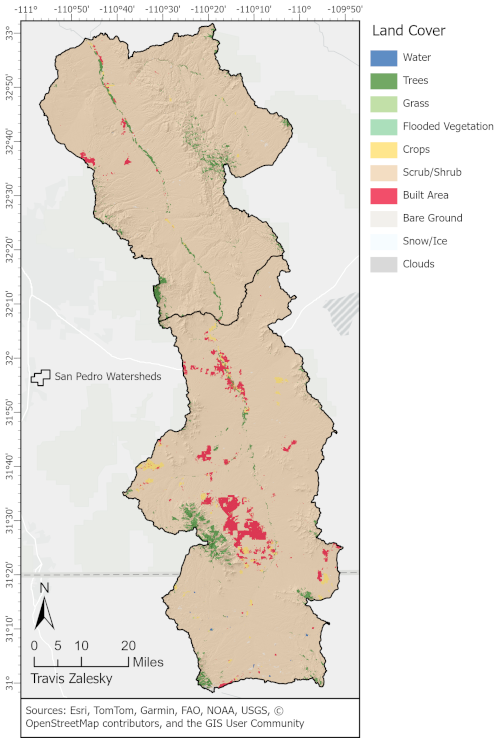 -111° -110°50' -110°40' -110°30' -110°20' -110°10' -110° -109°50'
Land Cover
Water
Trees
Grass
Flooded Vegetation
Crops
Scrub/Shrub
Built Area
Bare Ground
Snow/Ice
Clouds
33°
32°50'
32°40'
32°30'
32°20'
32°10'
32°
31°50'
31°40'
31°30'
31°20'
31°10'
31°
San Pedro Watersheds
N
0 5 10 20
Miles
Travis Zalesky
Sources: Esri, TomTom, Garmin, FAO, NOAA, USGS, ©
OpenStreetMap contributors, and the GIS User Community